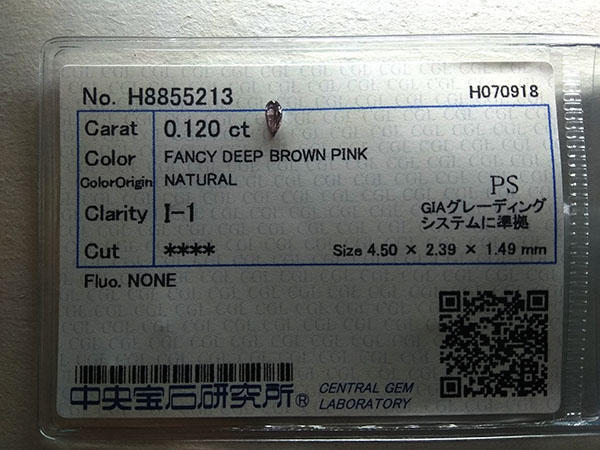 No. H8855213
H070918
Carat 0.120 ct
Color FANCY DEEP BROWN PINK
ColorOrigin NATURAL
PS
Clarity I-1
GIAグレーディング
システムに準拠
Cut ****
Size 4.50 × 2.39 × 1.49 mm
Fluo. NONE
中央宝石研究所®
CENTRAL GEM
LABORATORY